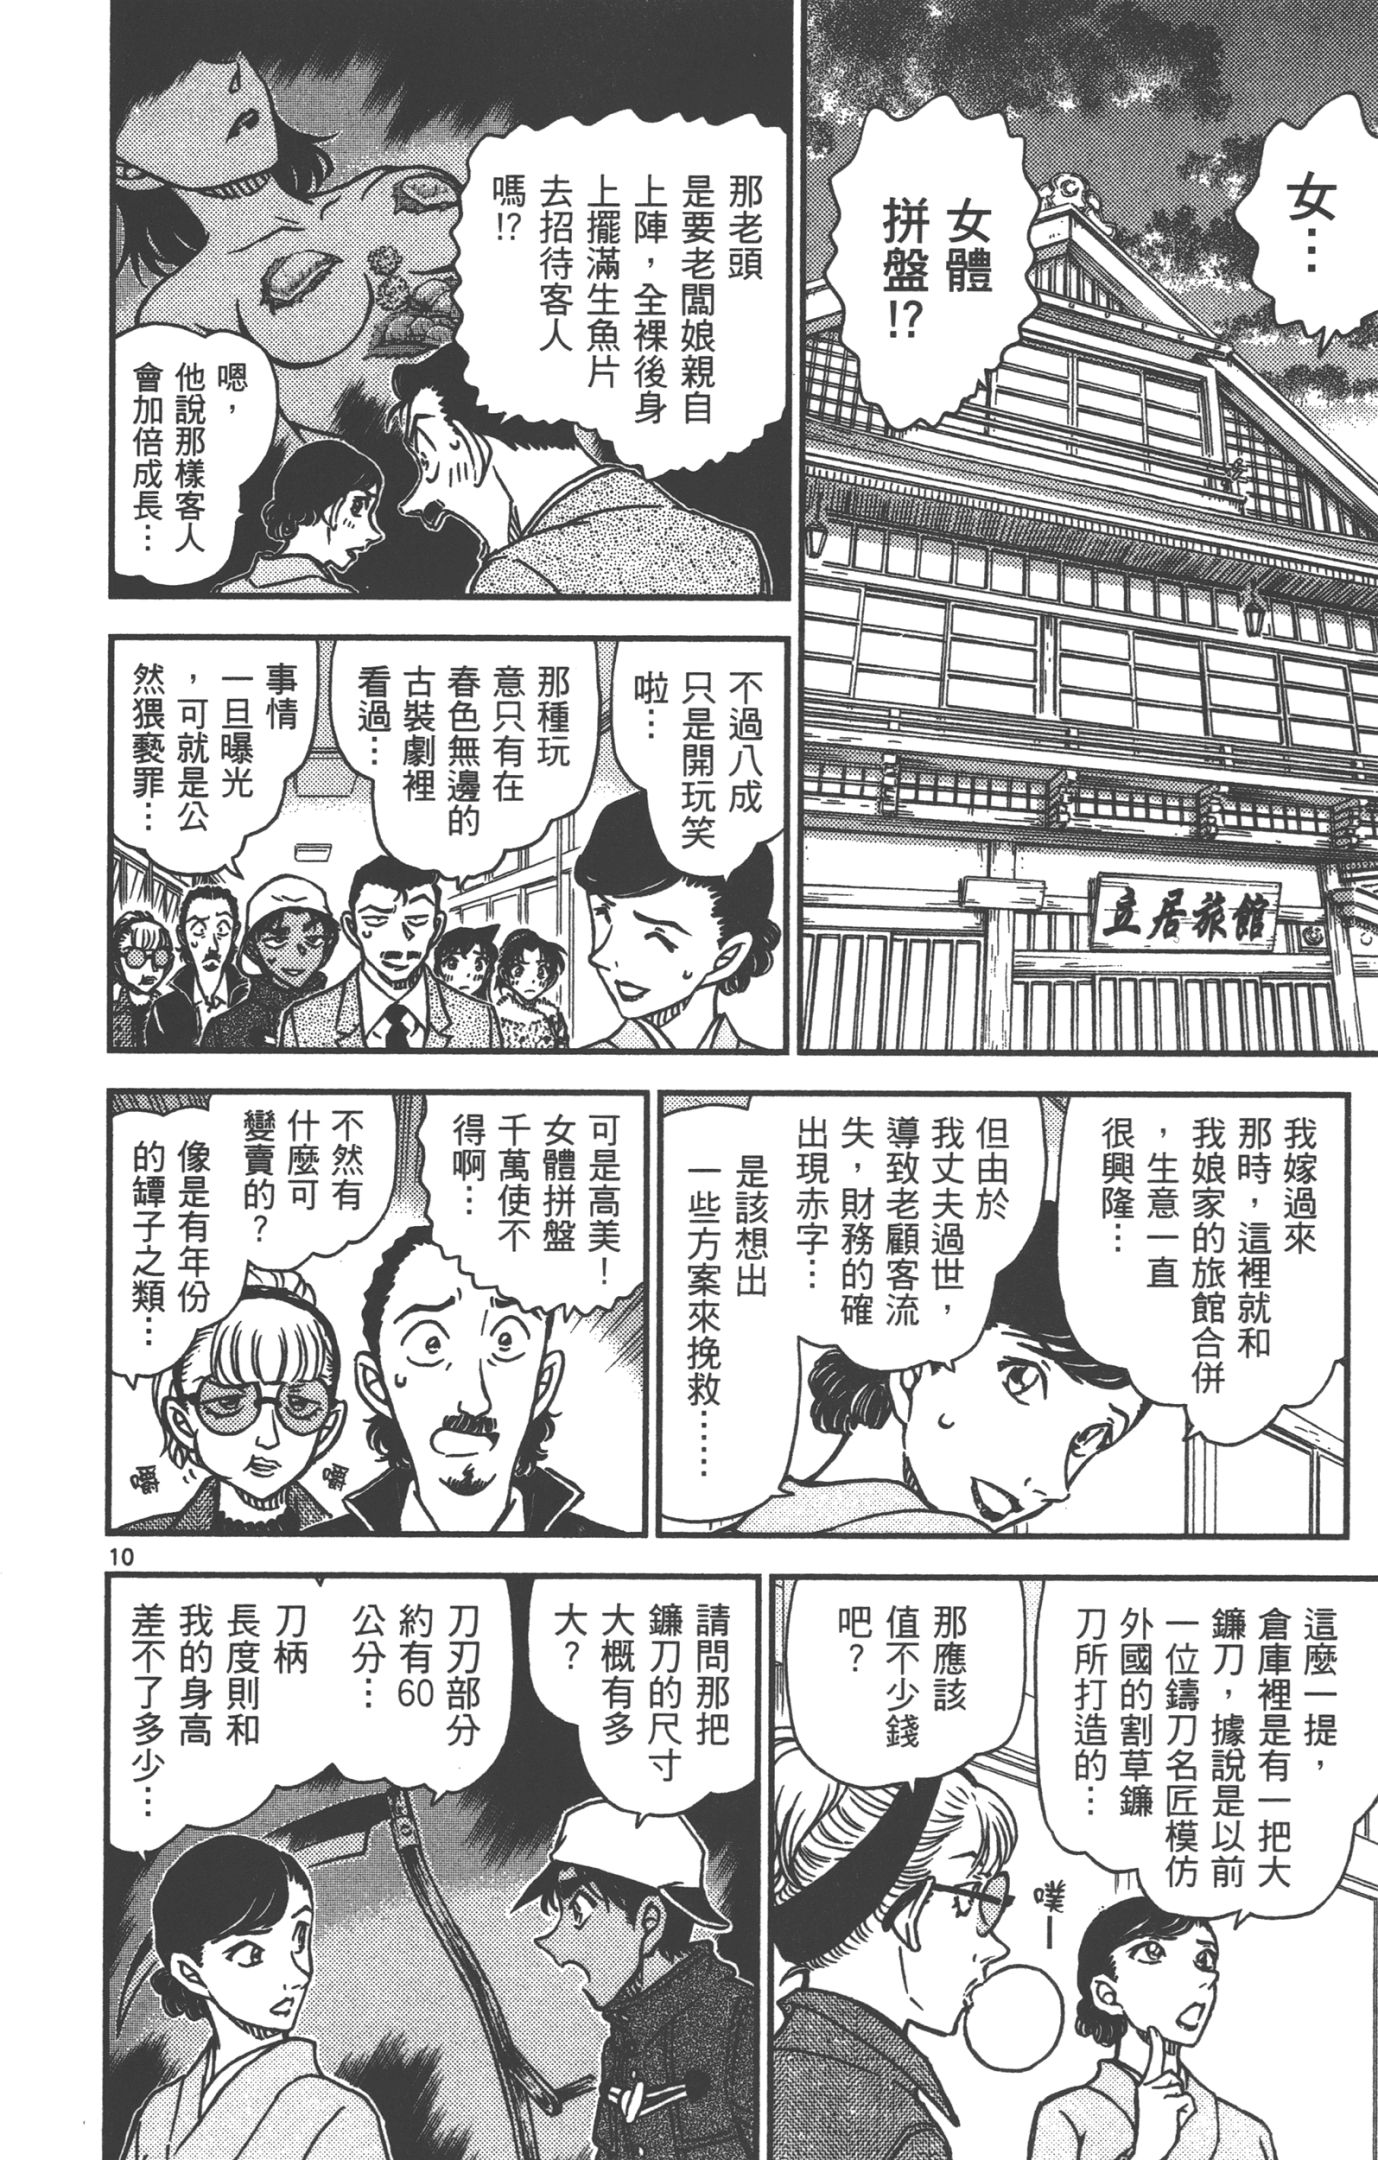 女…
女體
拼盤!?
立居旅館
那老頭
是要老闆娘親自
上陣，全裸後身
上擺滿生魚片
去招待客人
嗎!?
嗯，
他說那樣客人
會加倍成長…
不過八成
只是開玩笑
啦…
那種玩
意只有在
春色無邊的
古裝劇裡
看過…
事情
一旦曝光
，可就是公
然猥褻罪…
我嫁過來
那時，這裡就和
我娘家的旅館合併
，生意一直
很興隆…
但由於
我丈夫過世，
導致老顧客流
失，財務的確
出現赤字…
是該想出
一些方案來挽救……
可是高美！
女體拼盤
千萬使不
得啊…
不然有
什麼可
變賣的？
像是有年份
的罈子之類…
嚼
嚼
10
這麼一提，
倉庫裡是有一把大
鐮刀，據說是以前
一位鑄刀名匠模仿
外國的割草鐮
刀所打造的…
那應該
值不少錢
吧？
噗—
請問那把
鐮刀的尺寸
大概有多
大？
刀刃部分
約有60
公分…
刀柄
長度則和
我的身高
差不了多少…